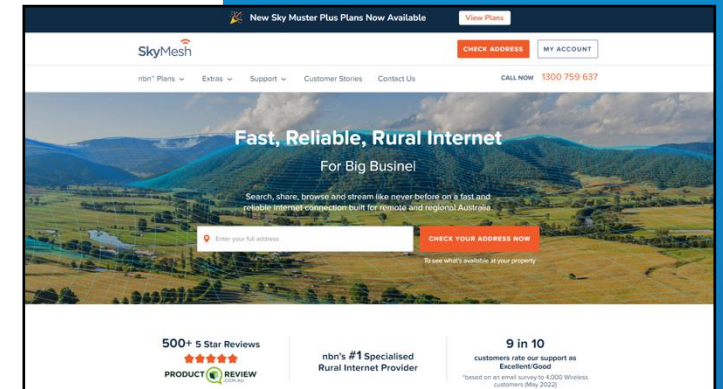 New Sky Muster Plus Plans Now Available
View Plans
SkyMesh
CHECK ADDRESS
MY ACCOUNT
nbn™ Plans
Extras
Support
Customer Stories
Contact Us
CALL NOW
1300 759 637
Fast, Reliable, Rural Internet
For Big Busine|
Search, share, browse and stream like never before on a fast and
reliable internet connection built for remote and regional Australia
Enter your full address
CHECK YOUR ADDRESS NOW
To see what's available at your property
500+ 5 Star Reviews
PRODUCT REVIEW
.COM.AU
nbn's #1 Specialised
Rural Internet Provider
9 in 10
customers rate our support as
Excellent/Good
*based on an email survey to 4,000 Wireless
customers (May 2022)